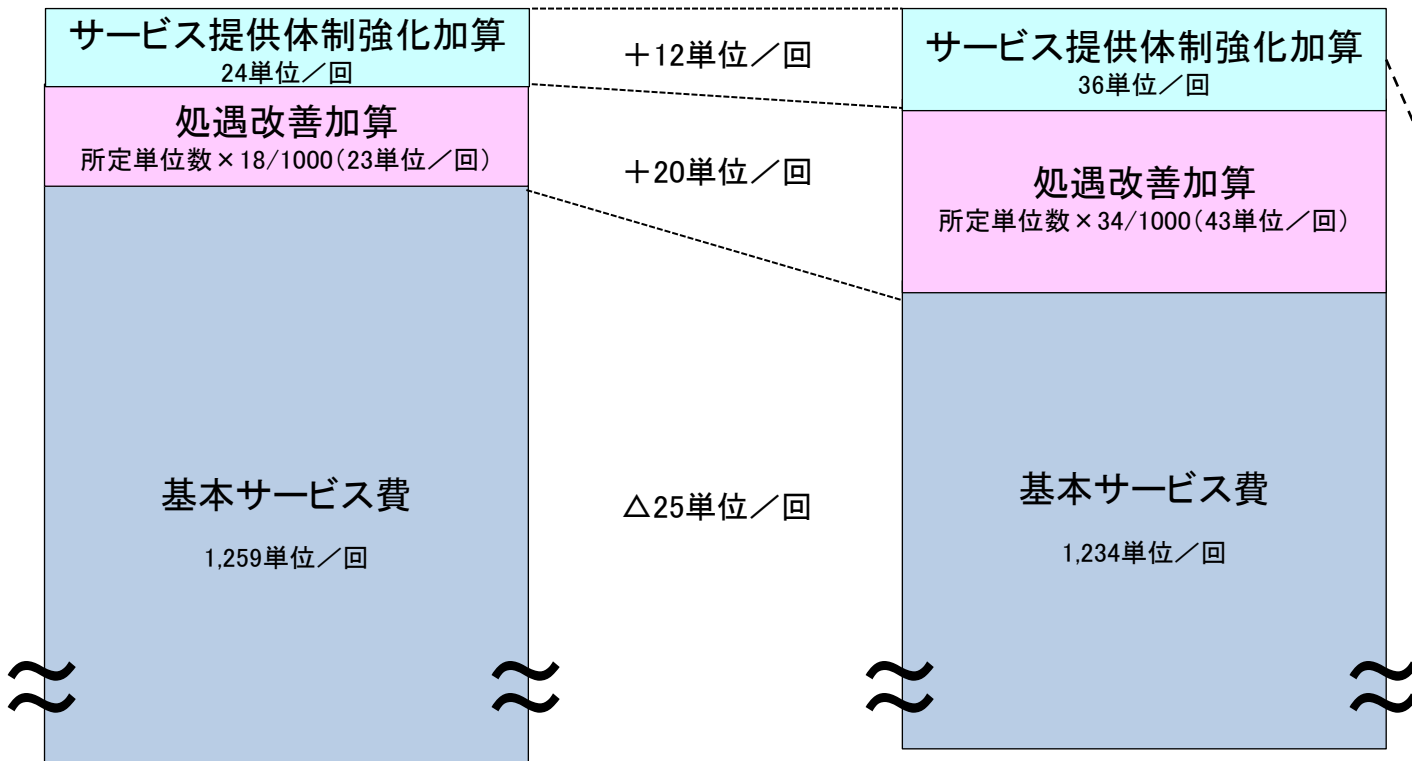 サービス提供体制強化加算
24単位／回
処遇改善加算
所定単位数×18/1000(23単位／回)
基本サービス費
1,259単位／回
＋12単位／回
＋20単位／回
△25単位／回
サービス提供体制強化加算
36単位／回
処遇改善加算
所定単位数×34/1000(43単位／回)
基本サービス費
1,234単位／回